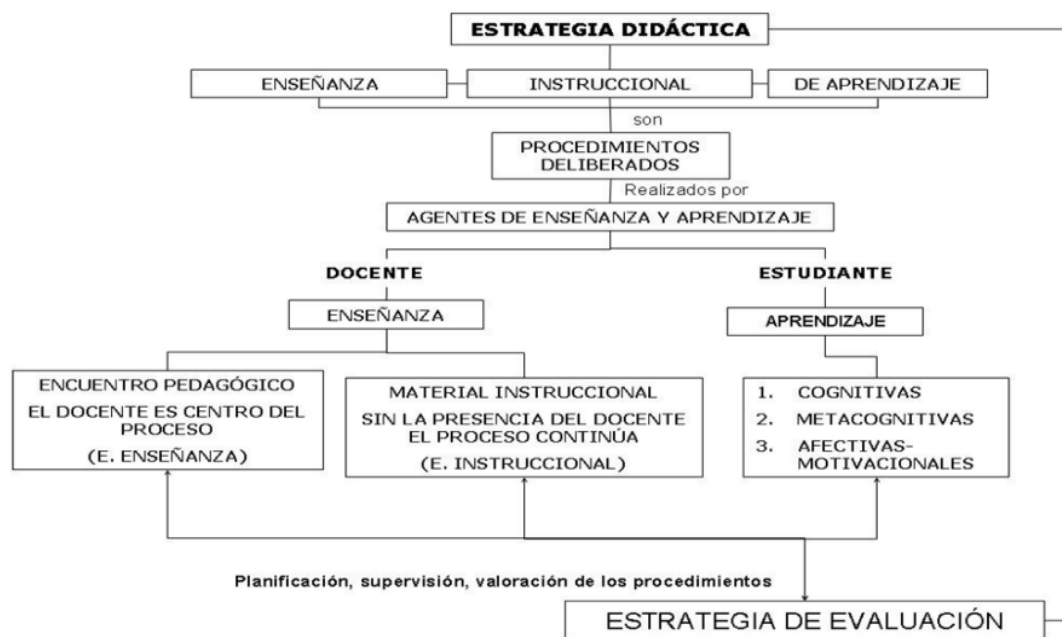 ESTRATEGIA DIDÁCTICA
ENSEÑANZA
INSTRUCCIONAL
DE APRENDIZAJE
son
PROCEDIMIENTOS
DELIBERADOS
Realizados por
AGENTES DE ENSEÑANZA Y APRENDIZAJE
DOCENTE
ESTUDIANTE
ENSEÑANZA
APRENDIZAJE
ENCUENTRO PEDAGÓGICO
EL DOCENTE ES CENTRO DEL
PROCESO
(E. ENSEÑANZA)
MATERIAL INSTRUCCIONAL
SIN LA PRESENCIA DEL DOCENTE
EL PROCESO CONTINÚA
(E. INSTRUCCIONAL)
1. COGNITIVAS
2. METACOGNITIVAS
3. AFECTIVAS-
MOTIVACIONALES
Planificación, supervisión, valoración de los procedimientos
ESTRATEGIA DE EVALUACIÓN